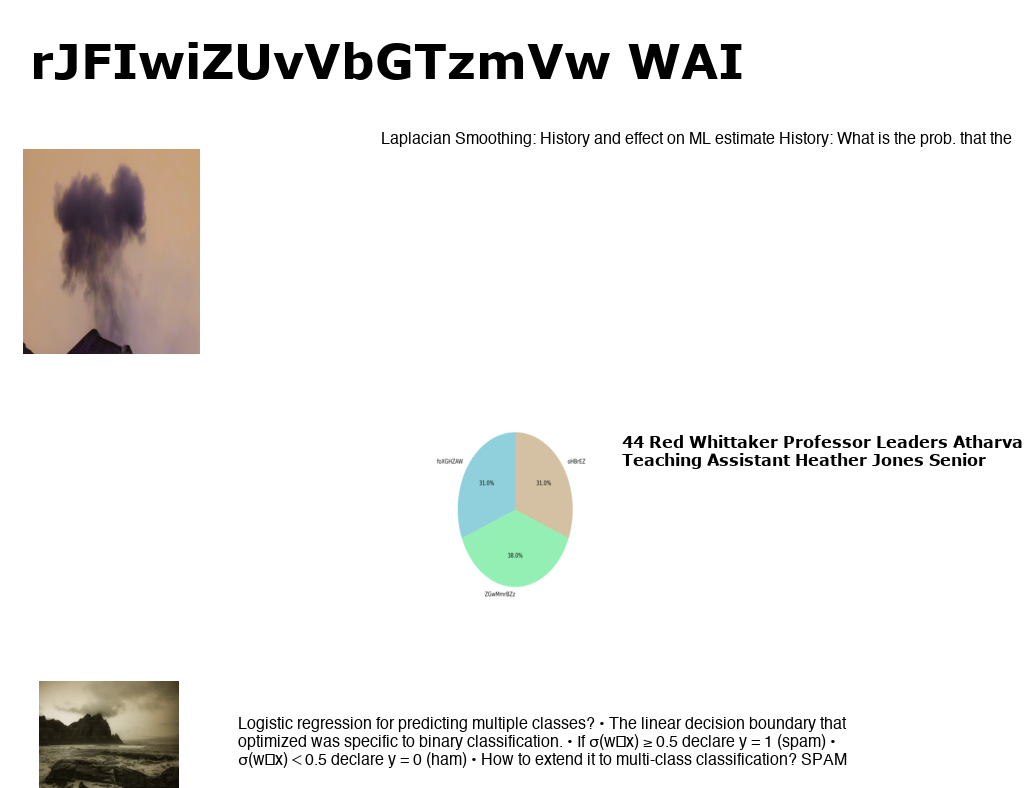 rJFIwiZUvVbGTzmVw WAI
Laplacian Smoothing: History and effect on ML estimate History: What is the prob. that the
44 Red Whittaker Professor Leaders Atharva
Teaching Assistant Heather Jones Senior
foXGHZAW
31.0%
31.0%
38.0%
ZGwMmrBZz
Logistic regression for predicting multiple classes? • The linear decision boundary that
optimized was specific to binary classification. • If σ(w□x) ≥ 0.5 declare y = 1 (spam) •
σ(w□x) < 0.5 declare y = 0 (ham) • How to extend it to multi-class classification? SPAM